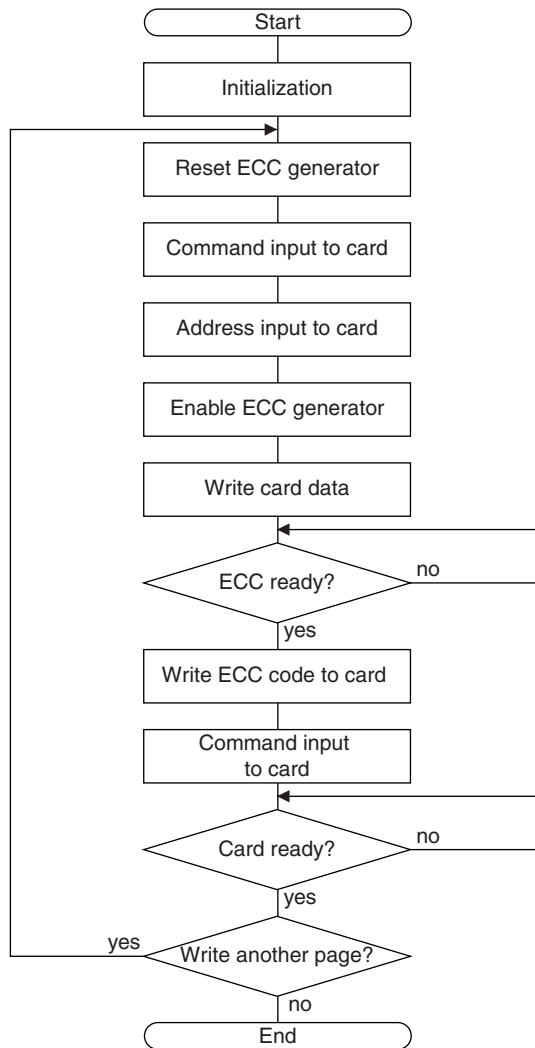 Start
Initialization
Reset ECC generator
Command input to card
Address input to card
Enable ECC generator
Write card data
ECC ready?
no
yes
Write ECC code to card
Command input
to card
Card ready?
no
yes
yes
Write another page?
no
End